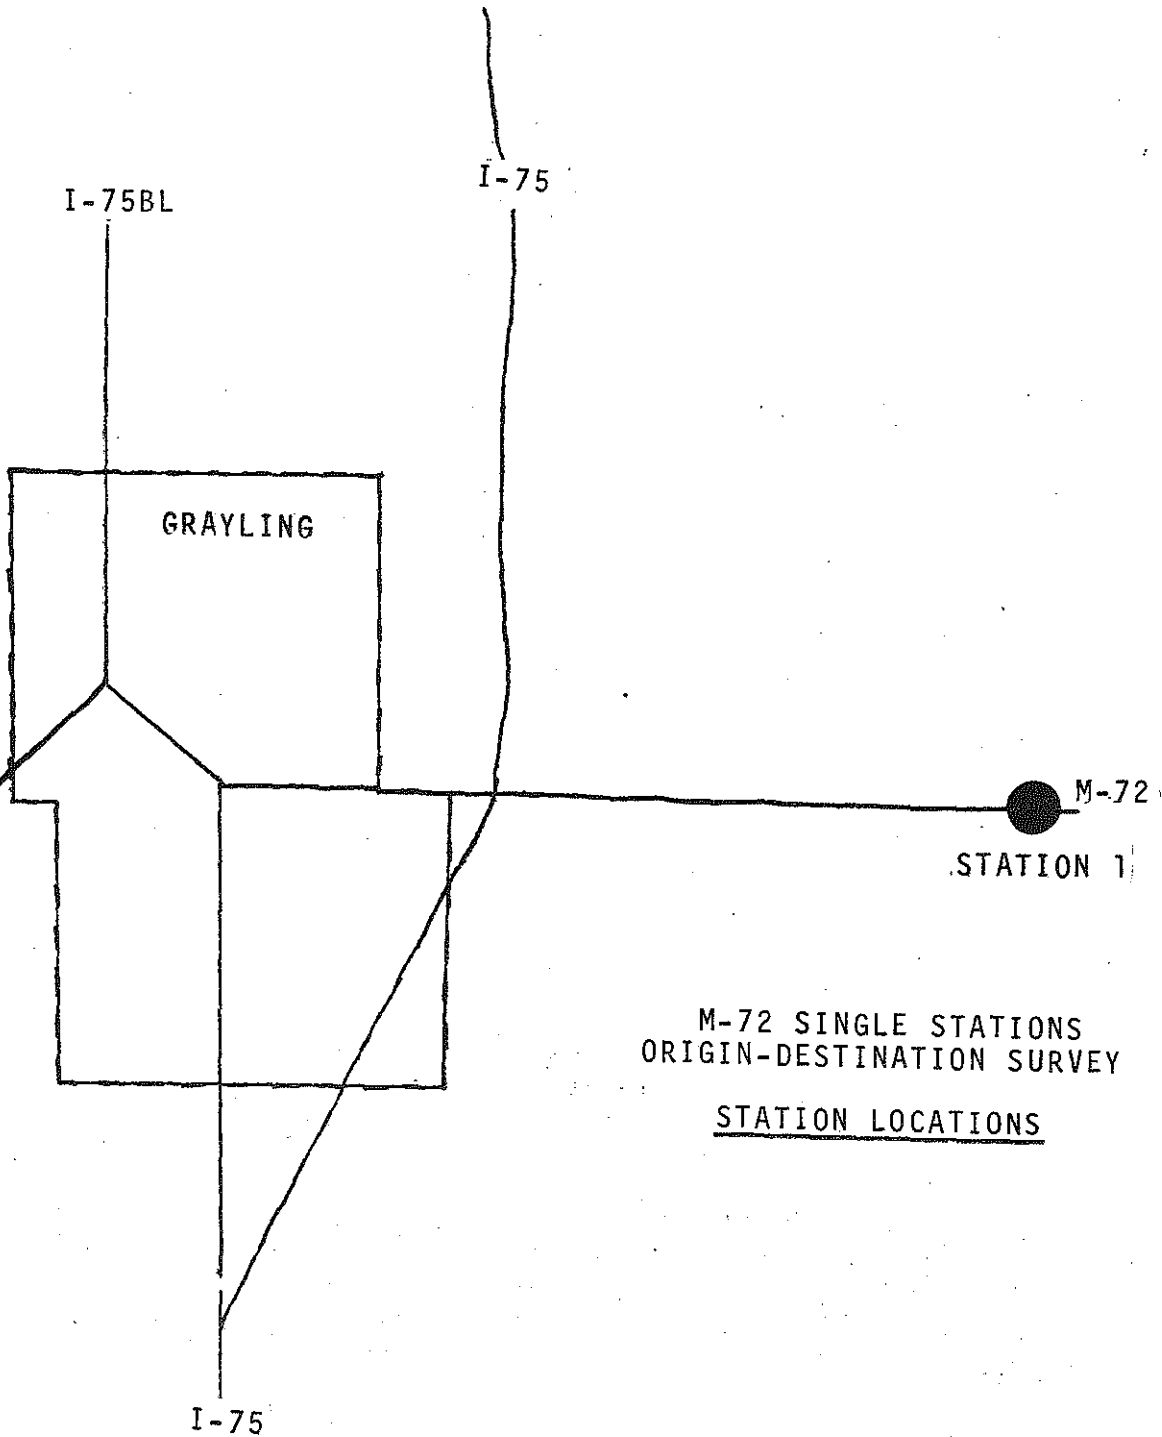 I-75
I-75BL
GRAYLING
M-72
STATION 1
M-72 SINGLE STATIONS
ORIGIN-DESTINATION SURVEY
STATION LOCATIONS
I-75